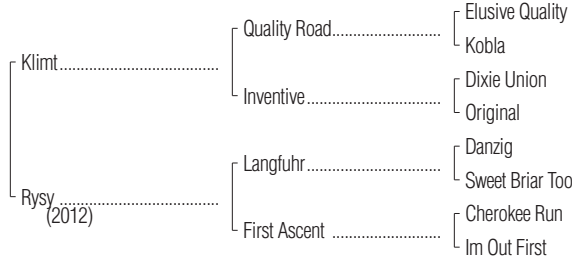 Elusive Quality
Quality Road
Kobla
Klimt
Dixie Union
Inventive
Original
Danzig
Langfuhr
Sweet Briar Too
Rysy
(2012)
Cherokee Run
First Ascent
Im Out First